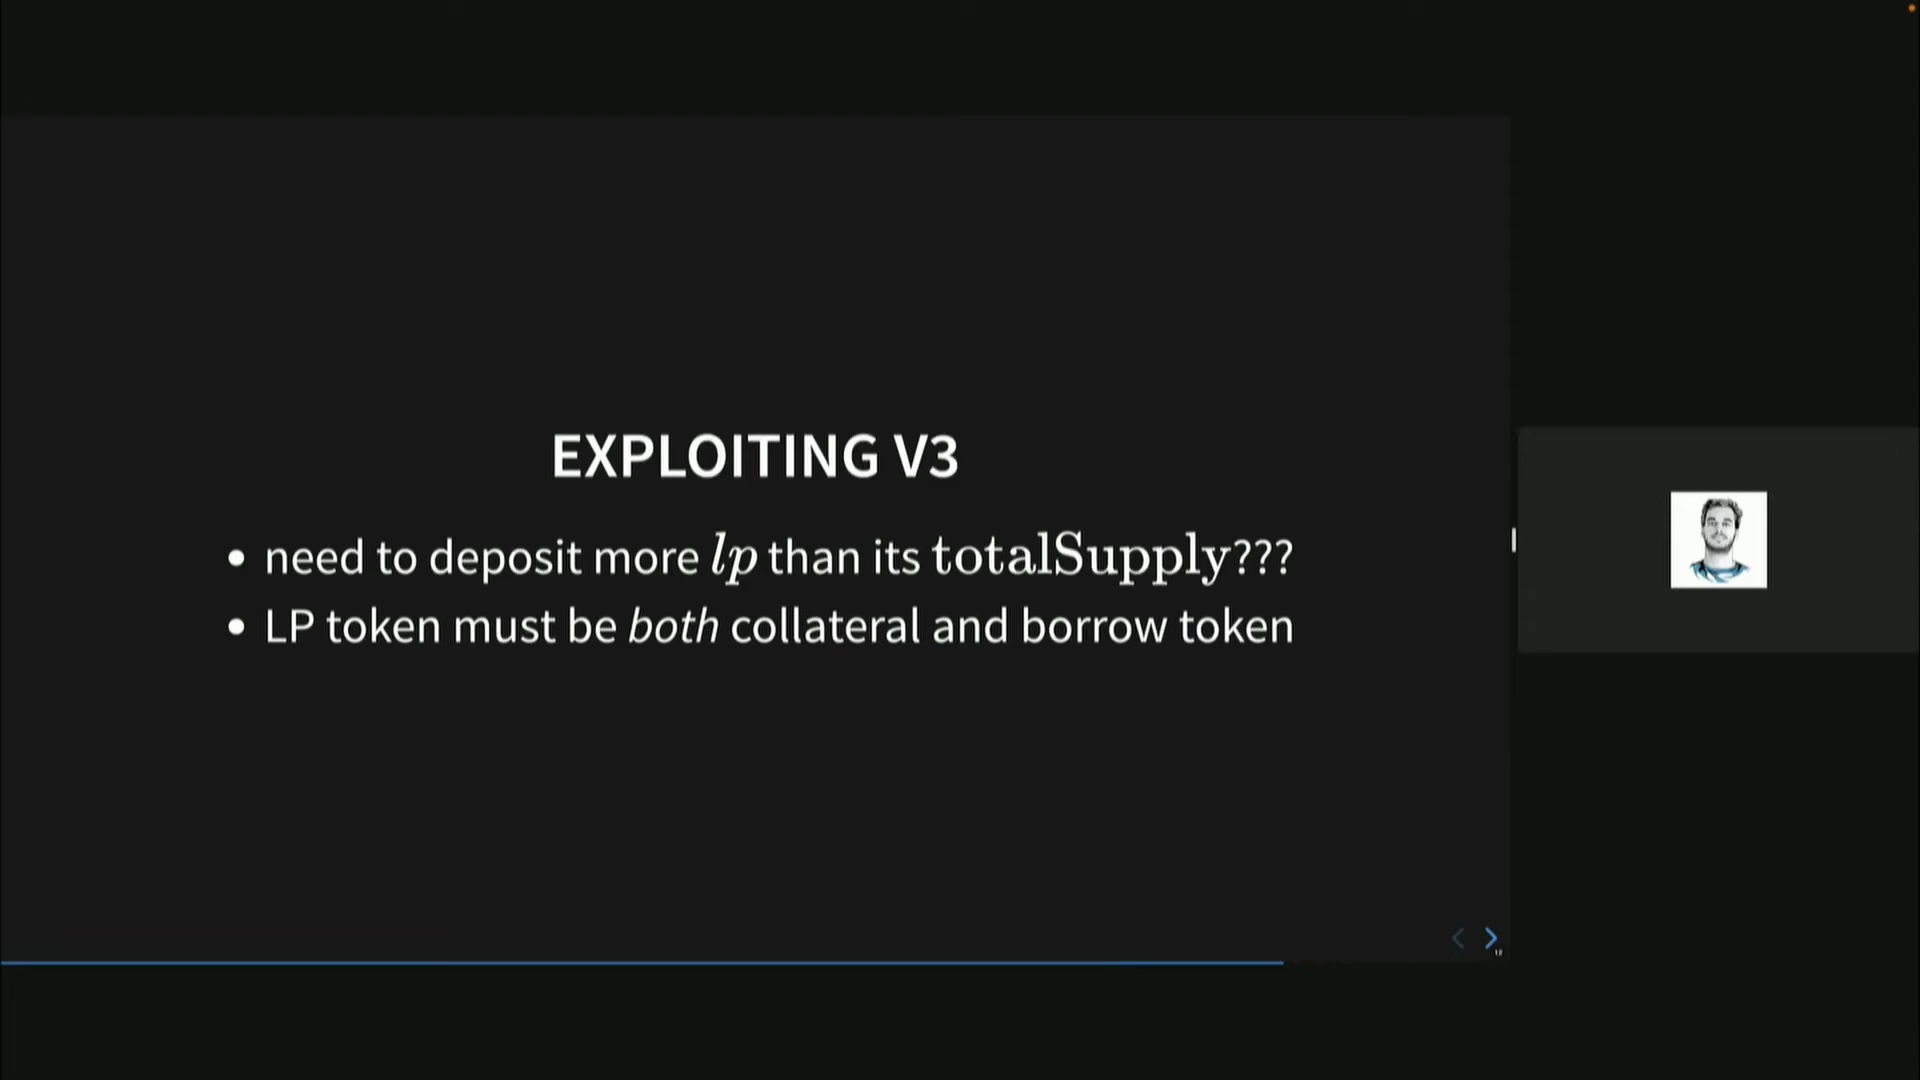 EXPLOITING V3
• need to deposit more lp than its totalSupply???
• LP token must be both collateral and borrow token